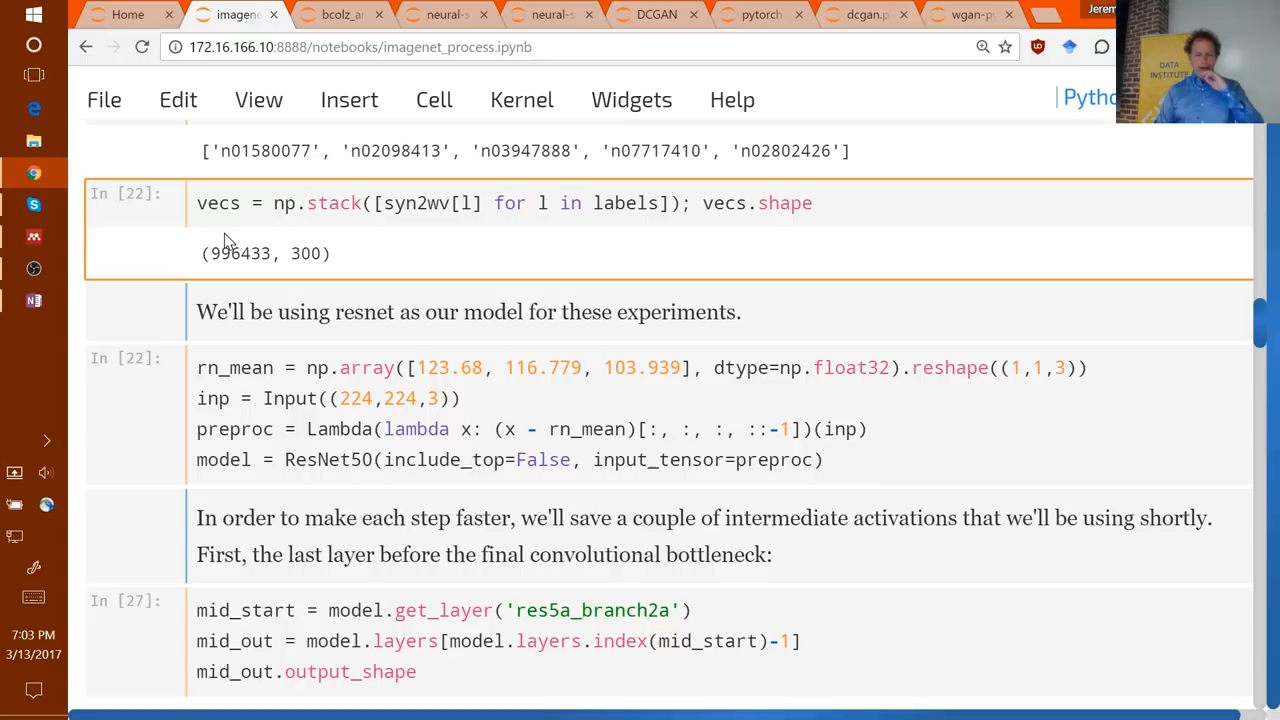 Home
imagen
bcolz_ar
neural-s
neural-s
DCGAN
pytorch
dcgan.p
wgan-py
Jerem
172.16.166.10:8888/notebooks/imagenet_process.ipynb
File Edit View Insert Cell Kernel Widgets Help
Pytho
DATA
INSTITUTE
['n01580077', 'n02098413', 'n03947888', 'n07717410', 'n02802426']
In [22]:
vecs = np.stack([syn2wv[l] for l in labels]); vecs.shape
(996433, 300)
We'll be using resnet as our model for these experiments.
In [22]:
rn_mean = np.array([123.68, 116.779, 103.939], dtype=np.float32).reshape((1,1,3))
inp = Input((224,224,3))
preproc = Lambda(lambda x: (x - rn_mean)[:, :, :, ::-1])(inp)
model = ResNet50(include_top=False, input_tensor=preproc)
In order to make each step faster, we'll save a couple of intermediate activations that we'll be using shortly.
First, the last layer before the final convolutional bottleneck:
In [27]:
mid_start = model.get_layer('res5a_branch2a')
mid_out = model.layers[model.layers.index(mid_start)-1]
mid_out.output_shape
7:03 PM
3/13/2017